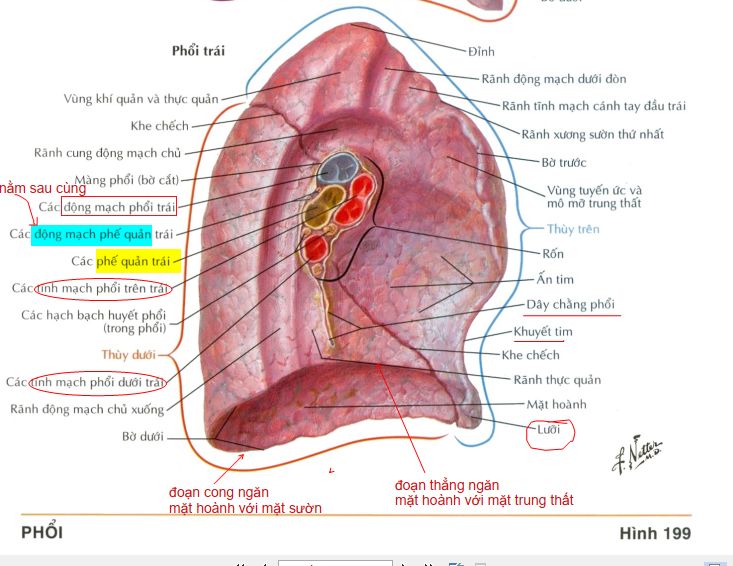 Phổi trái
Vùng khí quản và thực quản
Khe chếch
Rãnh cung động mạch chủ
Màng phổi (bờ cắt)
nằm sau cùng
Các động mạch phổi trái
Các động mạch phế quản trái
Các phế quản trái
Các tĩnh mạch phổi trên trái
Các hạch bạch huyết phổi
(trong phổi)
Thùy dưới
Các tĩnh mạch phổi dưới trái
Rãnh động mạch chủ xuống
Bờ dưới
Đỉnh
Rãnh động mạch dưới đòn
Rãnh tĩnh mạch cánh tay đầu trái
Rãnh xương sườn thứ nhất
Bờ trước
Vùng tuyến ức và
mô mỡ trung thất
Thùy trên
Rốn
Ấn tim
Dây chằng phổi
Khuyết tim
Khe chếch
Rãnh thực quản
Mặt hoành
Lưỡi
đoạn cong ngăn
mặt hoành với mặt sườn
đoạn thẳng ngăn
mặt hoành với mặt trung thất
F. Netter
M.D.
PHỔI
Hình 199